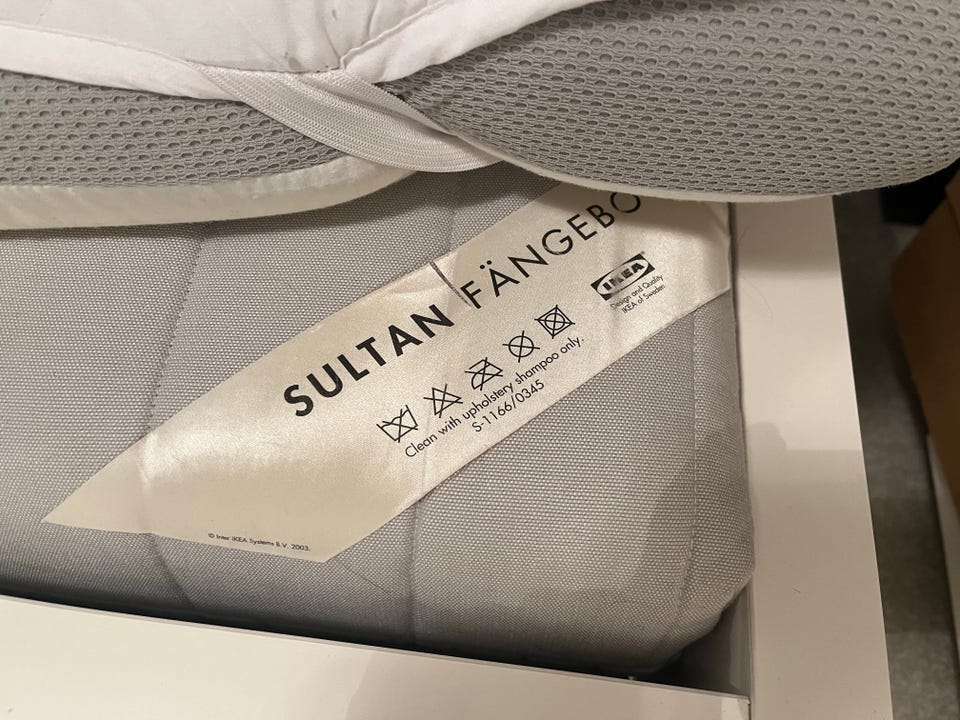 SULTAN FÄNGEBO
IKEA
Design and Quality
IKEA of Sweden
Clean with upholstery shampoo only.
S-1166/0345
© Inter IKEA Systems B.V. 2003.